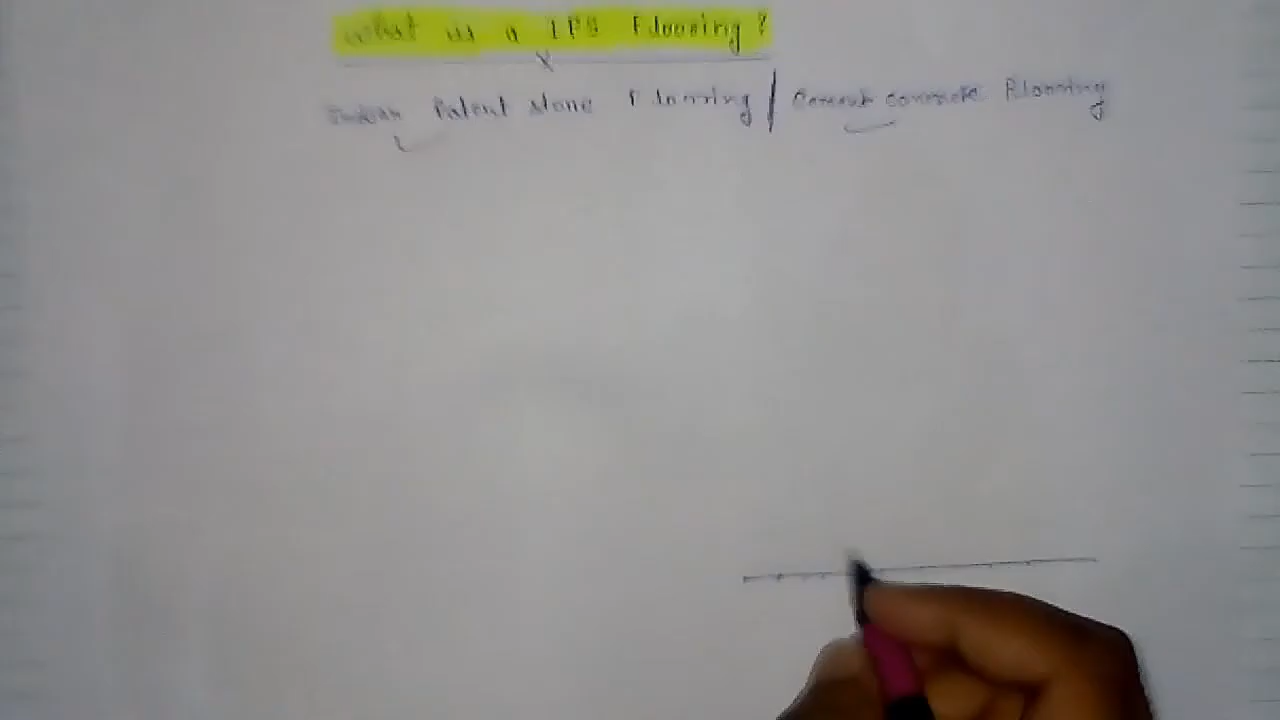 What is a IPS Flooring?
Indian Patent stone Flooring / Cement concrete Flooring